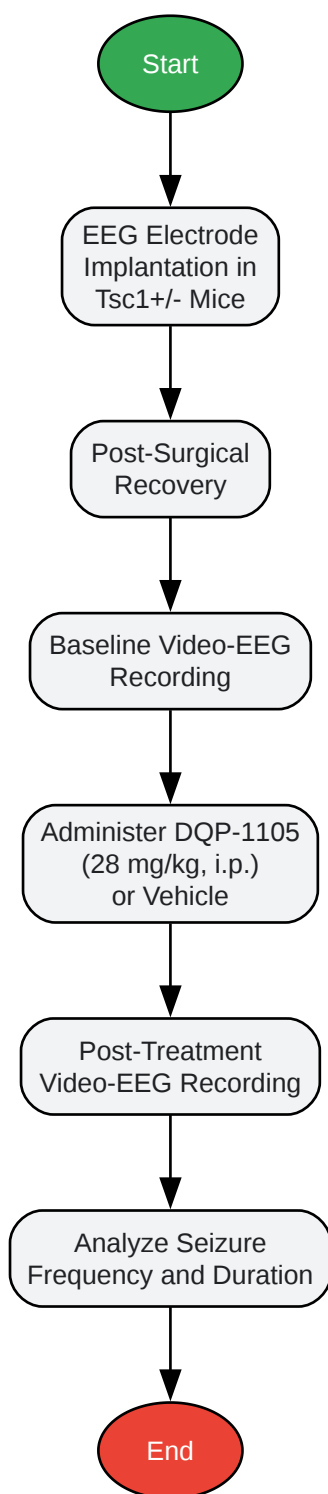 Start
EEG Electrode
Implantation in
Tsc1+/- Mice
Post-Surgical
Recovery
Baseline Video-EEG
Recording
Administer DQP-1105
(28 mg/kg, i.p.)
or Vehicle
Post-Treatment
Video-EEG Recording
Analyze Seizure
Frequency and Duration
End